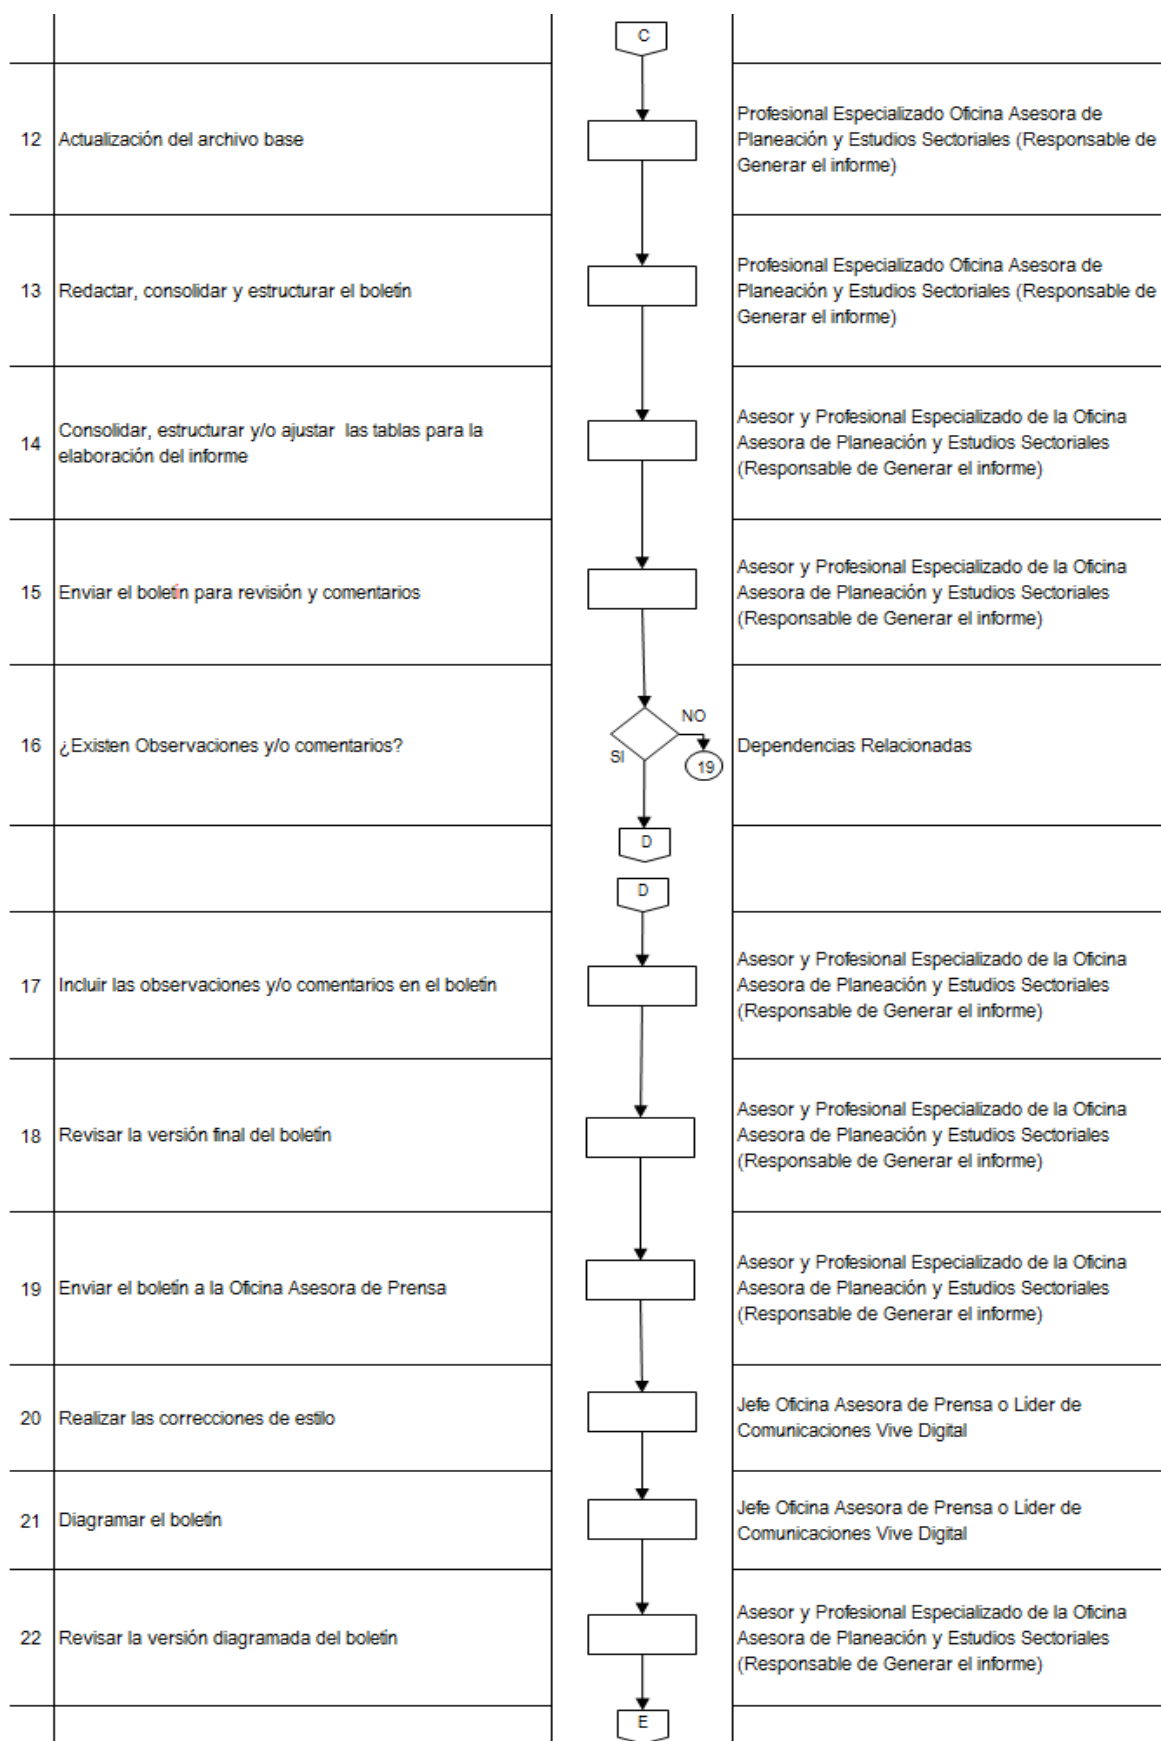 C
12 Actualización del archivo base
Profesional Especializado Oficina Asesora de
Planeación y Estudios Sectoriales (Responsable de
Generar el informe)
13 Redactar, consolidar y estructurar el boletín
Profesional Especializado Oficina Asesora de
Planeación y Estudios Sectoriales (Responsable de
Generar el informe)
14 Consolidar, estructurar y/o ajustar las tablas para la
elaboración del informe
Asesor y Profesional Especializado de la Oficina
Asesora de Planeación y Estudios Sectoriales
(Responsable de Generar el informe)
15 Enviar el boletín para revisión y comentarios
Asesor y Profesional Especializado de la Oficina
Asesora de Planeación y Estudios Sectoriales
(Responsable de Generar el informe)
16 ¿Existen Observaciones y/o comentarios?
NO
SI
19
Dependencias Relacionadas
D
D
17 Incluir las observaciones y/o comentarios en el boletín
Asesor y Profesional Especializado de la Oficina
Asesora de Planeación y Estudios Sectoriales
(Responsable de Generar el informe)
18 Revisar la versión final del boletín
Asesor y Profesional Especializado de la Oficina
Asesora de Planeación y Estudios Sectoriales
(Responsable de Generar el informe)
19 Enviar el boletín a la Oficina Asesora de Prensa
Asesor y Profesional Especializado de la Oficina
Asesora de Planeación y Estudios Sectoriales
(Responsable de Generar el informe)
20 Realizar las correcciones de estilo
Jefe Oficina Asesora de Prensa o Líder de
Comunicaciones Vive Digital
21 Diagramar el boletín
Jefe Oficina Asesora de Prensa o Líder de
Comunicaciones Vive Digital
22 Revisar la versión diagramada del boletín
Asesor y Profesional Especializado de la Oficina
Asesora de Planeación y Estudios Sectoriales
(Responsable de Generar el informe)
E